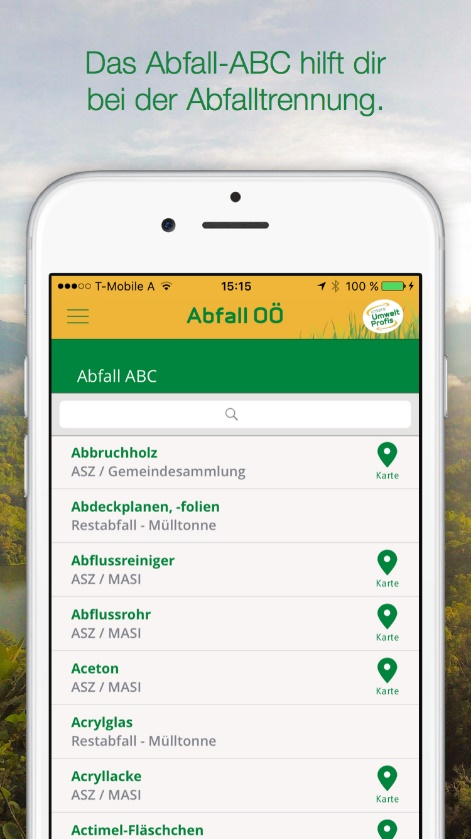 Das Abfall-ABC hilft dir
bei der Abfalltrennung.
T-Mobile A 15:15 100 %
Abfall OÖ
Umwelt
Profis
Abfall ABC
Abbruchholz
ASZ / Gemeindesammlung
Karte
Abdeckplanen, -folien
Restabfall - Mülltonne
Abflussreiniger
ASZ / MASI
Karte
Abflussrohr
ASZ / MASI
Karte
Aceton
ASZ / MASI
Karte
Acrylglas
Restabfall - Mülltonne
Acryllacke
ASZ / MASI
Karte
Actimel-Fläschchen